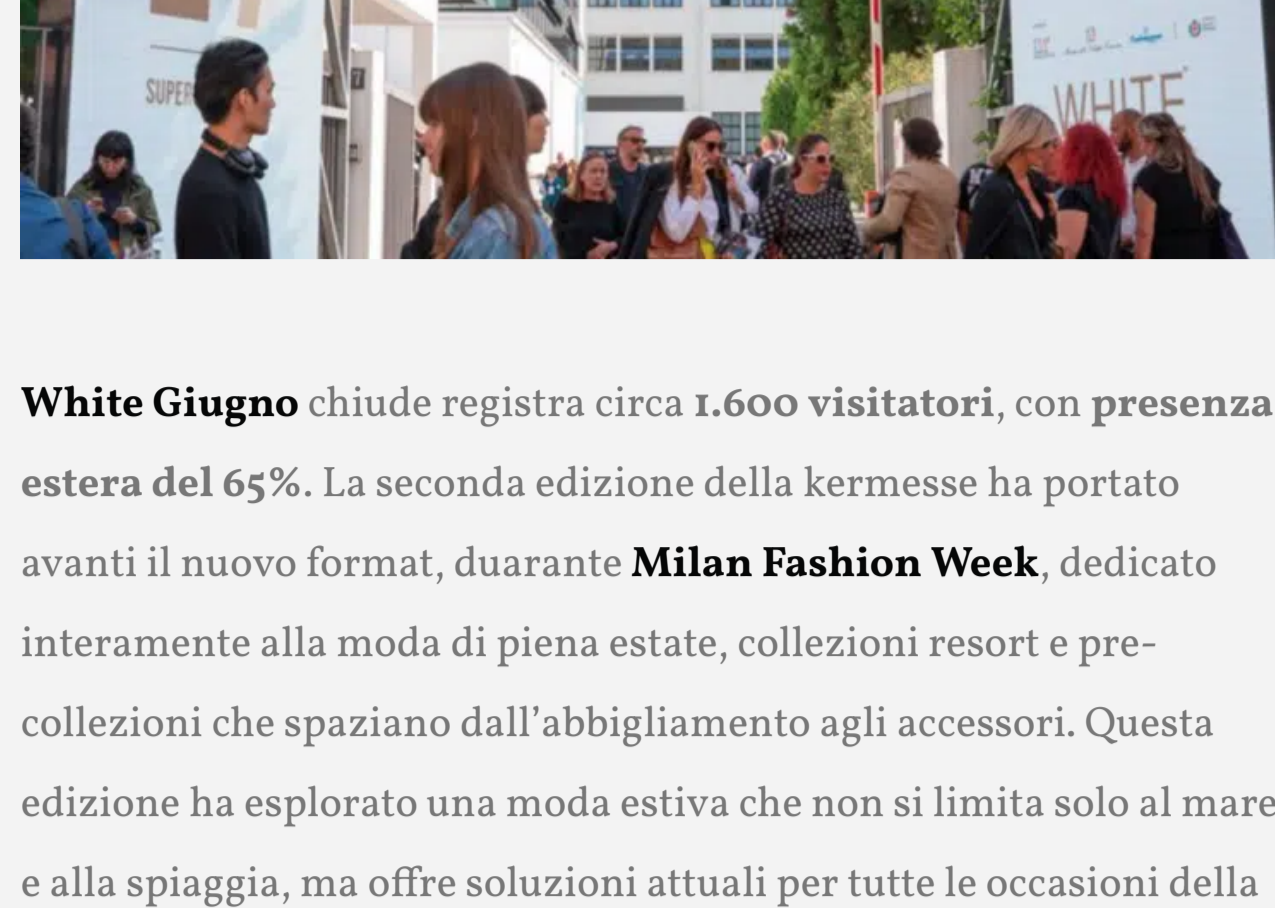 SUPER
WHITE
White Giugno chiude registra circa 1.600 visitatori, con presenza
estera del 65%. La seconda edizione della kermesse ha portato
avanti il nuovo format, duarante Milan Fashion Week, dedicato
interamente alla moda di piena estate, collezioni resort e pre-
collezioni che spaziano dall’abbigliamento agli accessori. Questa
edizione ha esplorato una moda estiva che non si limita solo al mare
e alla spiaggia, ma offre soluzioni attuali per tutte le occasioni della